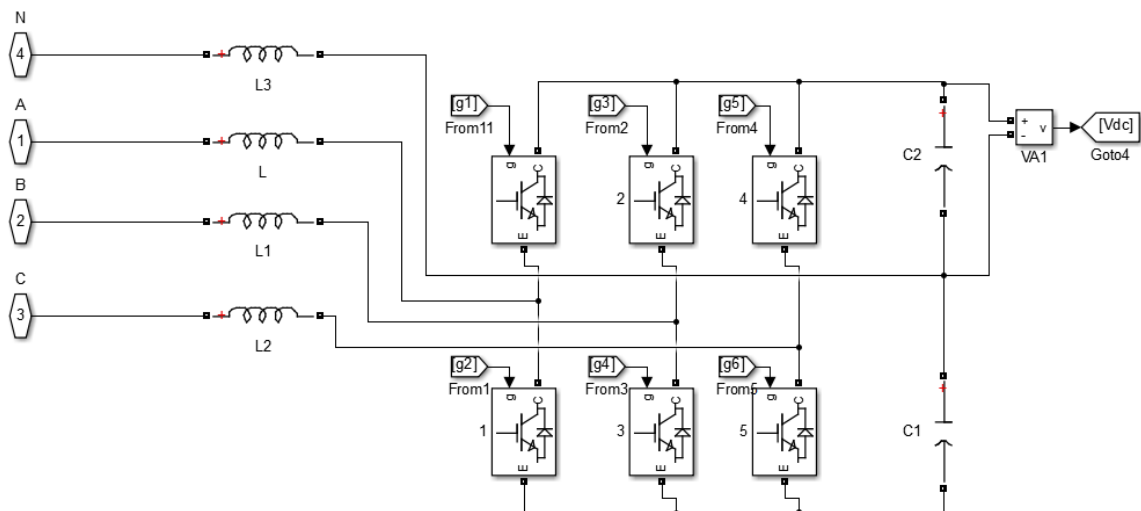 N
4
L3
A
1
L
B
2
L1
C
3
L2
[g1]
From11
[g3]
From2
[g5]
From4
g
C
E
2
g
C
E
4
g
C
E
C2
+
-
v
VA1
[Vdc]
Goto4
[g2]
From1
[g4]
From3
[g6]
From5
1
g
C
E
3
g
C
E
5
g
C
E
C1